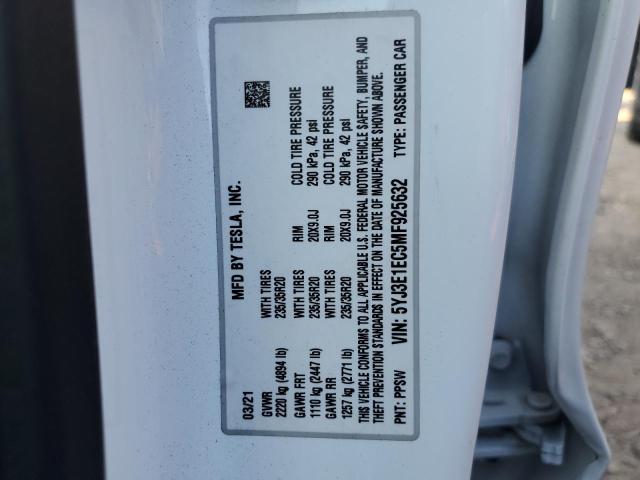 MFD BY TESLA, INC.
03/21
GVWR WITH TIRES RIM COLD TIRE PRESSURE
2220 kg (4894 lb) 235/35R20 20X9.0J 290 kPa, 42 psi
GAWR FRT WITH TIRES RIM COLD TIRE PRESSURE
1110 kg (2447 lb) 235/35R20 20X9.0J 290 kPa, 42 psi
GAWR RR
1257 kg (2771 lb) 235/35R20
THIS VEHICLE CONFORMS TO ALL APPLICABLE U.S. FEDERAL MOTOR VEHICLE SAFETY, BUMPER, AND
THEFT PREVENTION STANDARDS IN EFFECT ON THE DATE OF MANUFACTURE SHOWN ABOVE.
PNT: PPSW VIN: 5YJ3E1EC5MF925632 TYPE: PASSENGER CAR